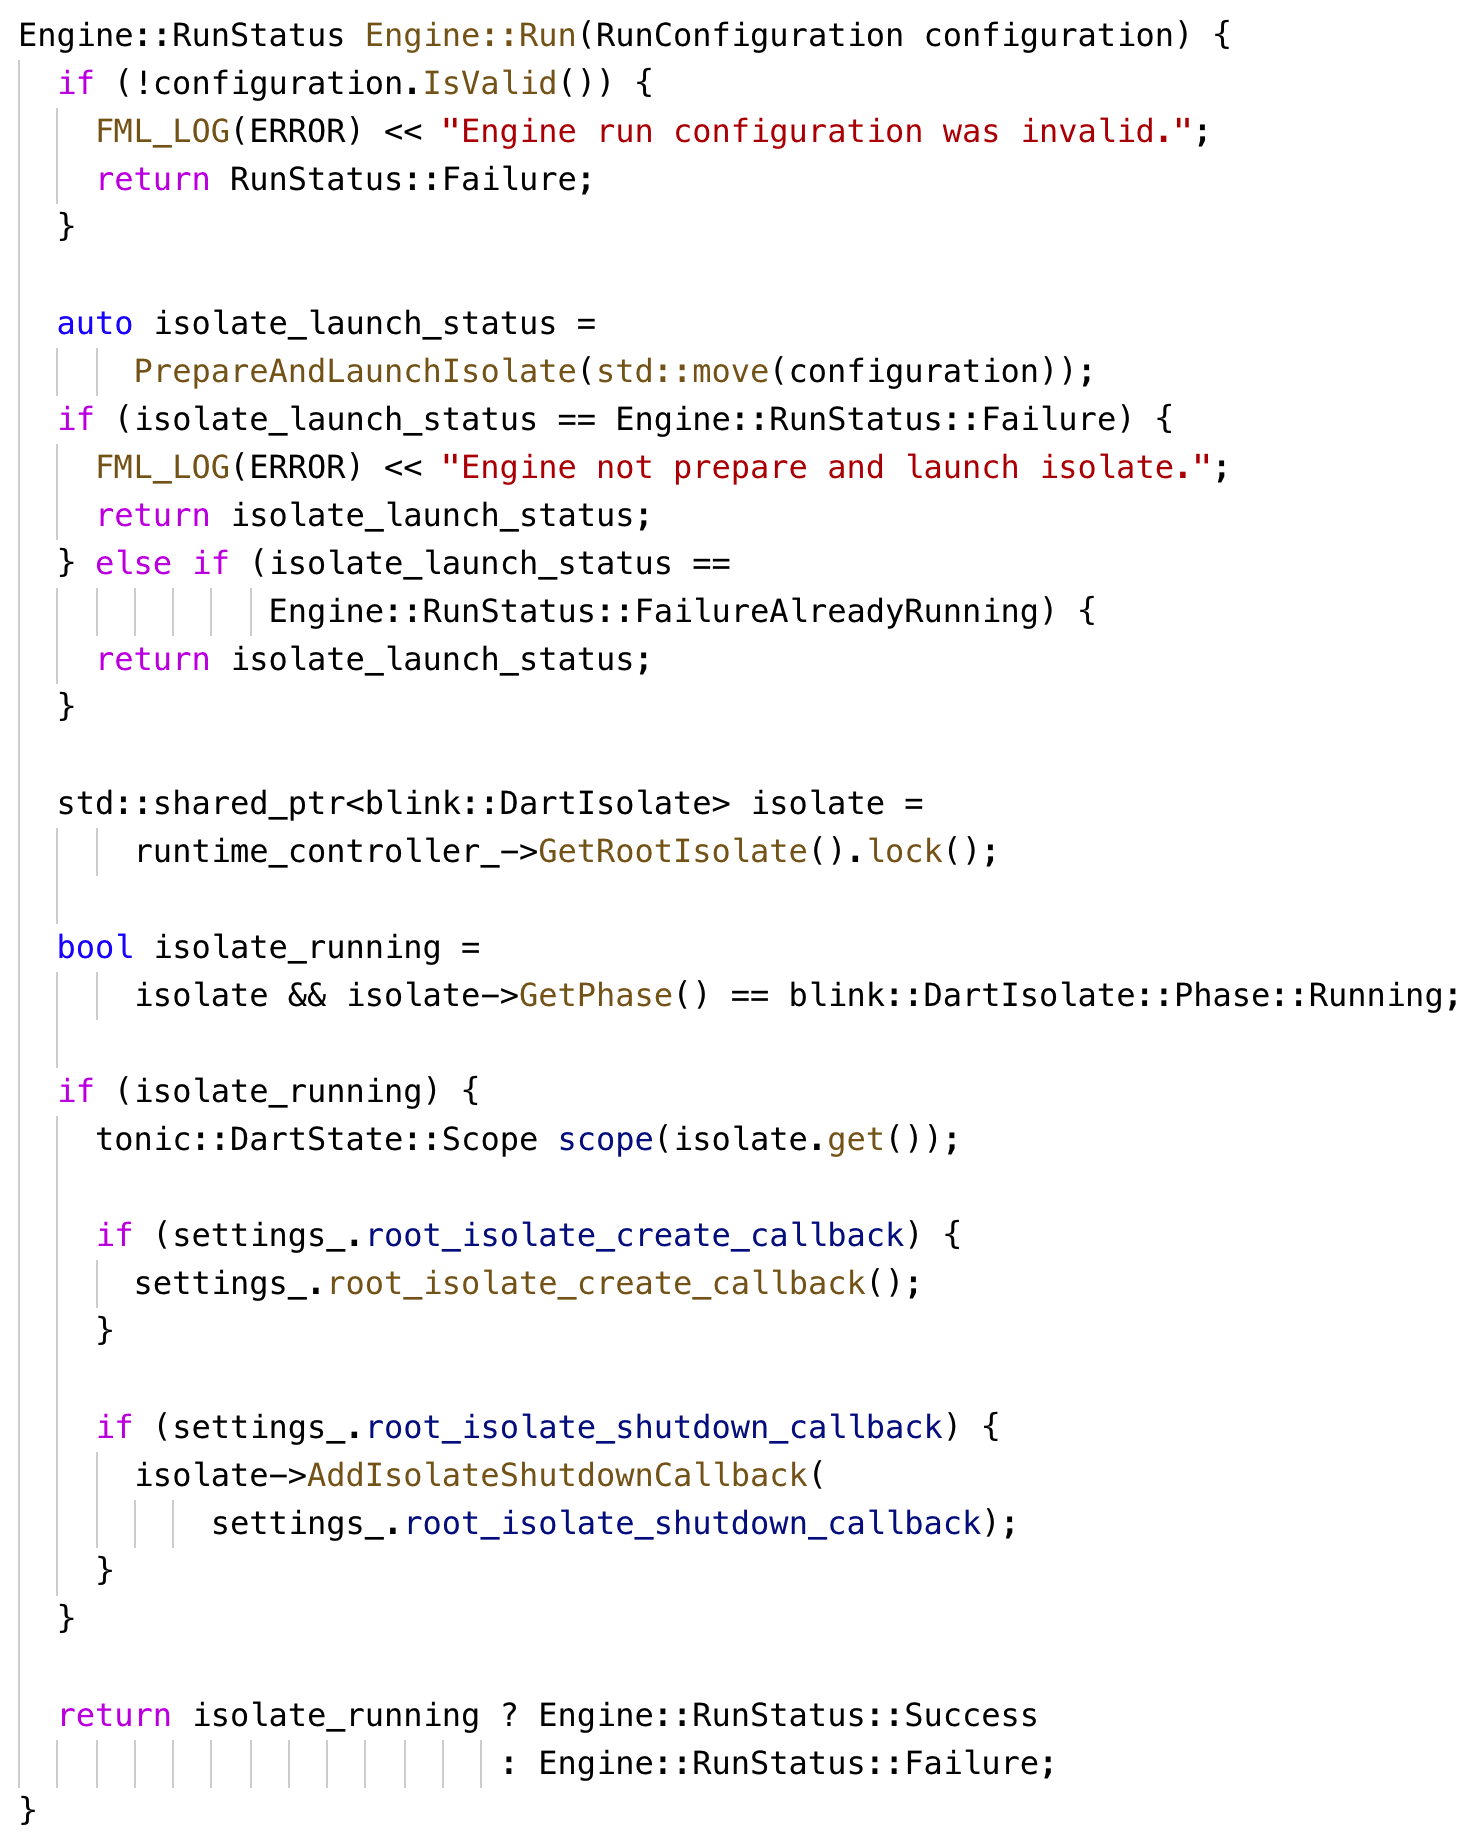 Engine::RunStatus Engine::Run(RunConfiguration configuration) {
  if (!configuration.IsValid()) {
    FML_LOG(ERROR) << "Engine run configuration was invalid.";
    return RunStatus::Failure;
  }

  auto isolate_launch_status =
      PrepareAndLaunchIsolate(std::move(configuration));
  if (isolate_launch_status == Engine::RunStatus::Failure) {
    FML_LOG(ERROR) << "Engine not prepare and launch isolate.";
    return isolate_launch_status;
  } else if (isolate_launch_status ==
             Engine::RunStatus::FailureAlreadyRunning) {
    return isolate_launch_status;
  }

  std::shared_ptr<blink::DartIsolate> isolate =
      runtime_controller_->GetRootIsolate().lock();

  bool isolate_running =
      isolate && isolate->GetPhase() == blink::DartIsolate::Phase::Running;

  if (isolate_running) {
    tonic::DartState::Scope scope(isolate.get());

    if (settings_.root_isolate_create_callback) {
      settings_.root_isolate_create_callback();
    }

    if (settings_.root_isolate_shutdown_callback) {
      isolate->AddIsolateShutdownCallback(
          settings_.root_isolate_shutdown_callback);
    }
  }

  return isolate_running ? Engine::RunStatus::Success
                         : Engine::RunStatus::Failure;
}